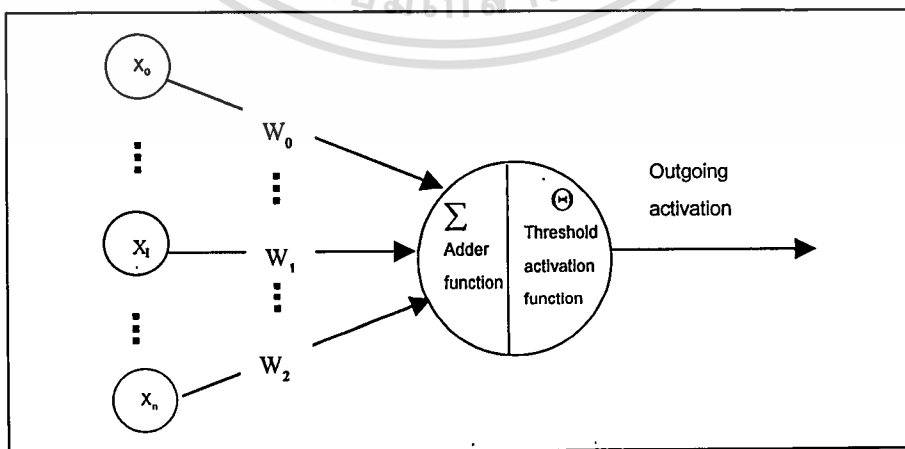 X₀
W₀
Outgoing
activation
Σ
Θ
Adder
function
Threshold
activation
function
X₁
W₁
W₂
Xₙ